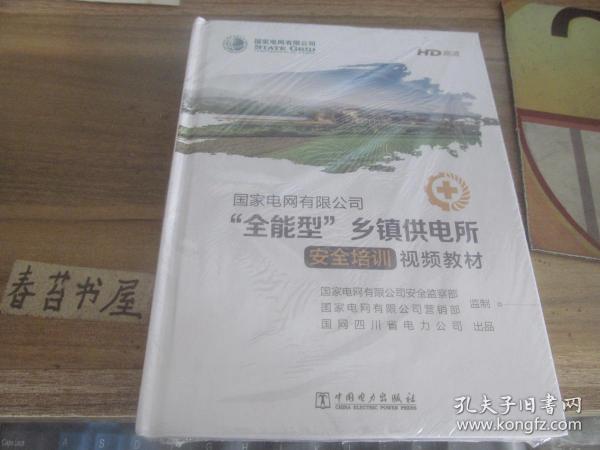 国家电网有限公司
STATE GRID
HD高清
国家电网有限公司
“全能型”乡镇供电所
安全培训 视频教材
国家电网有限公司安全监察部
国家电网有限公司营销部 监制
国网四川省电力公司 出品
中国电力出版社
CHINA ELECTRIC POWER PRESS
春苔书屋
孔夫子旧书网
www.kongfz.com
Caps Lock
A
S
D